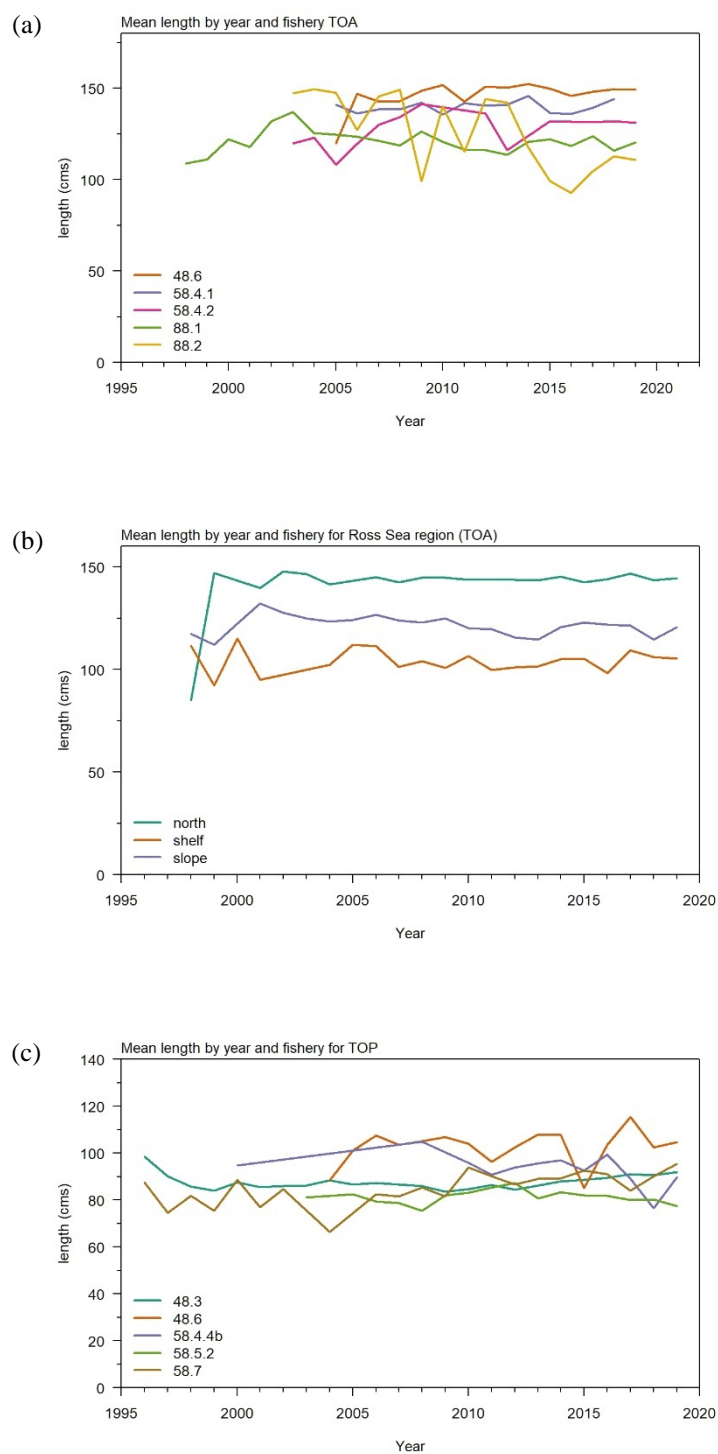 (a)
Mean length by year and fishery TOA
length (cms)
150
100
50
0
48.6
58.4.1
58.4.2
88.1
88.2
1995 2000 2005 2010 2015 2020
Year
(b)
Mean length by year and fishery for Ross Sea region (TOA)
length (cms)
150
100
50
0
north
shelf
slope
1995 2000 2005 2010 2015 2020
Year
(c)
Mean length by year and fishery for TOP
length (cms)
140
120
100
80
60
40
20
0
48.3
48.6
58.4.4b
58.5.2
58.7
1995 2000 2005 2010 2015 2020
Year